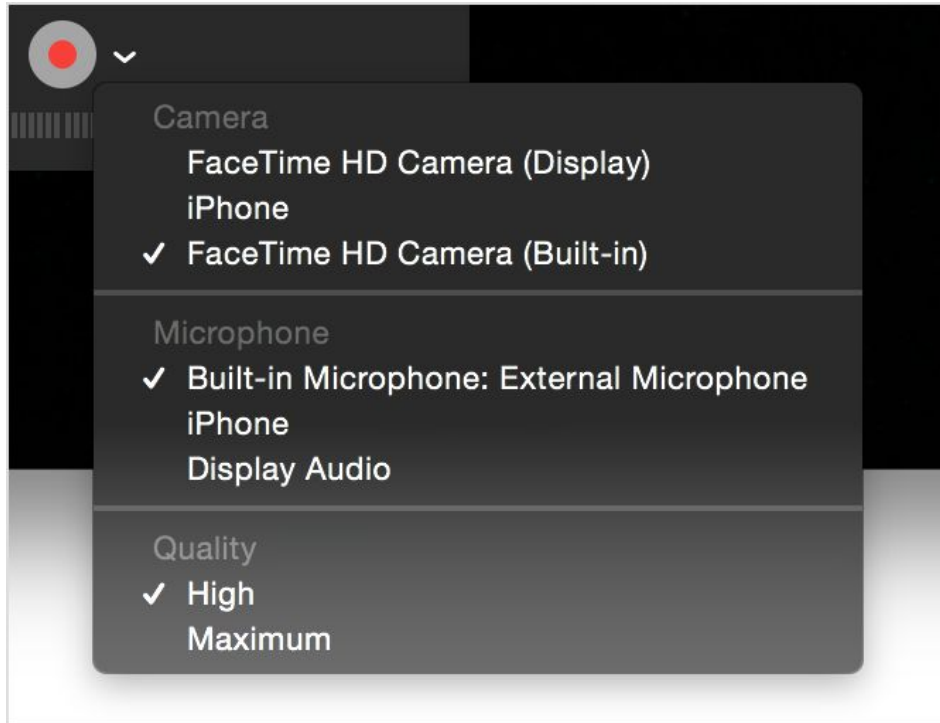 Camera
FaceTime HD Camera (Display)
iPhone
✓ FaceTime HD Camera (Built-in)
Microphone
✓ Built-in Microphone: External Microphone
iPhone
Display Audio
Quality
✓ High
Maximum